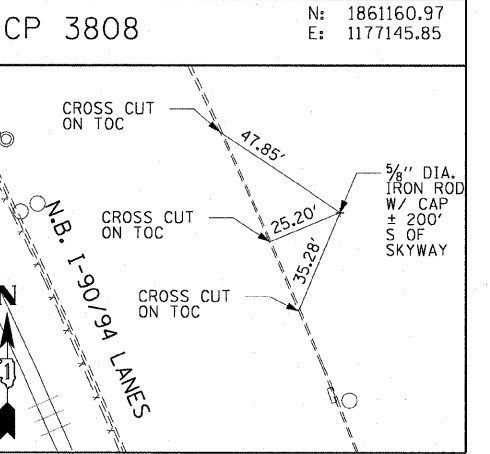 CP 3808
N: 1861160.97
E: 1177145.85
CROSS CUT
ON TOC
47.85'
5/8" DIA.
IRON ROD
W/ CAP
± 200'
S OF
SKYWAY
CROSS CUT
ON TOC
25.20'
35.28'
N.B. I-90/94 LANES
CROSS CUT
ON TOC
N
1